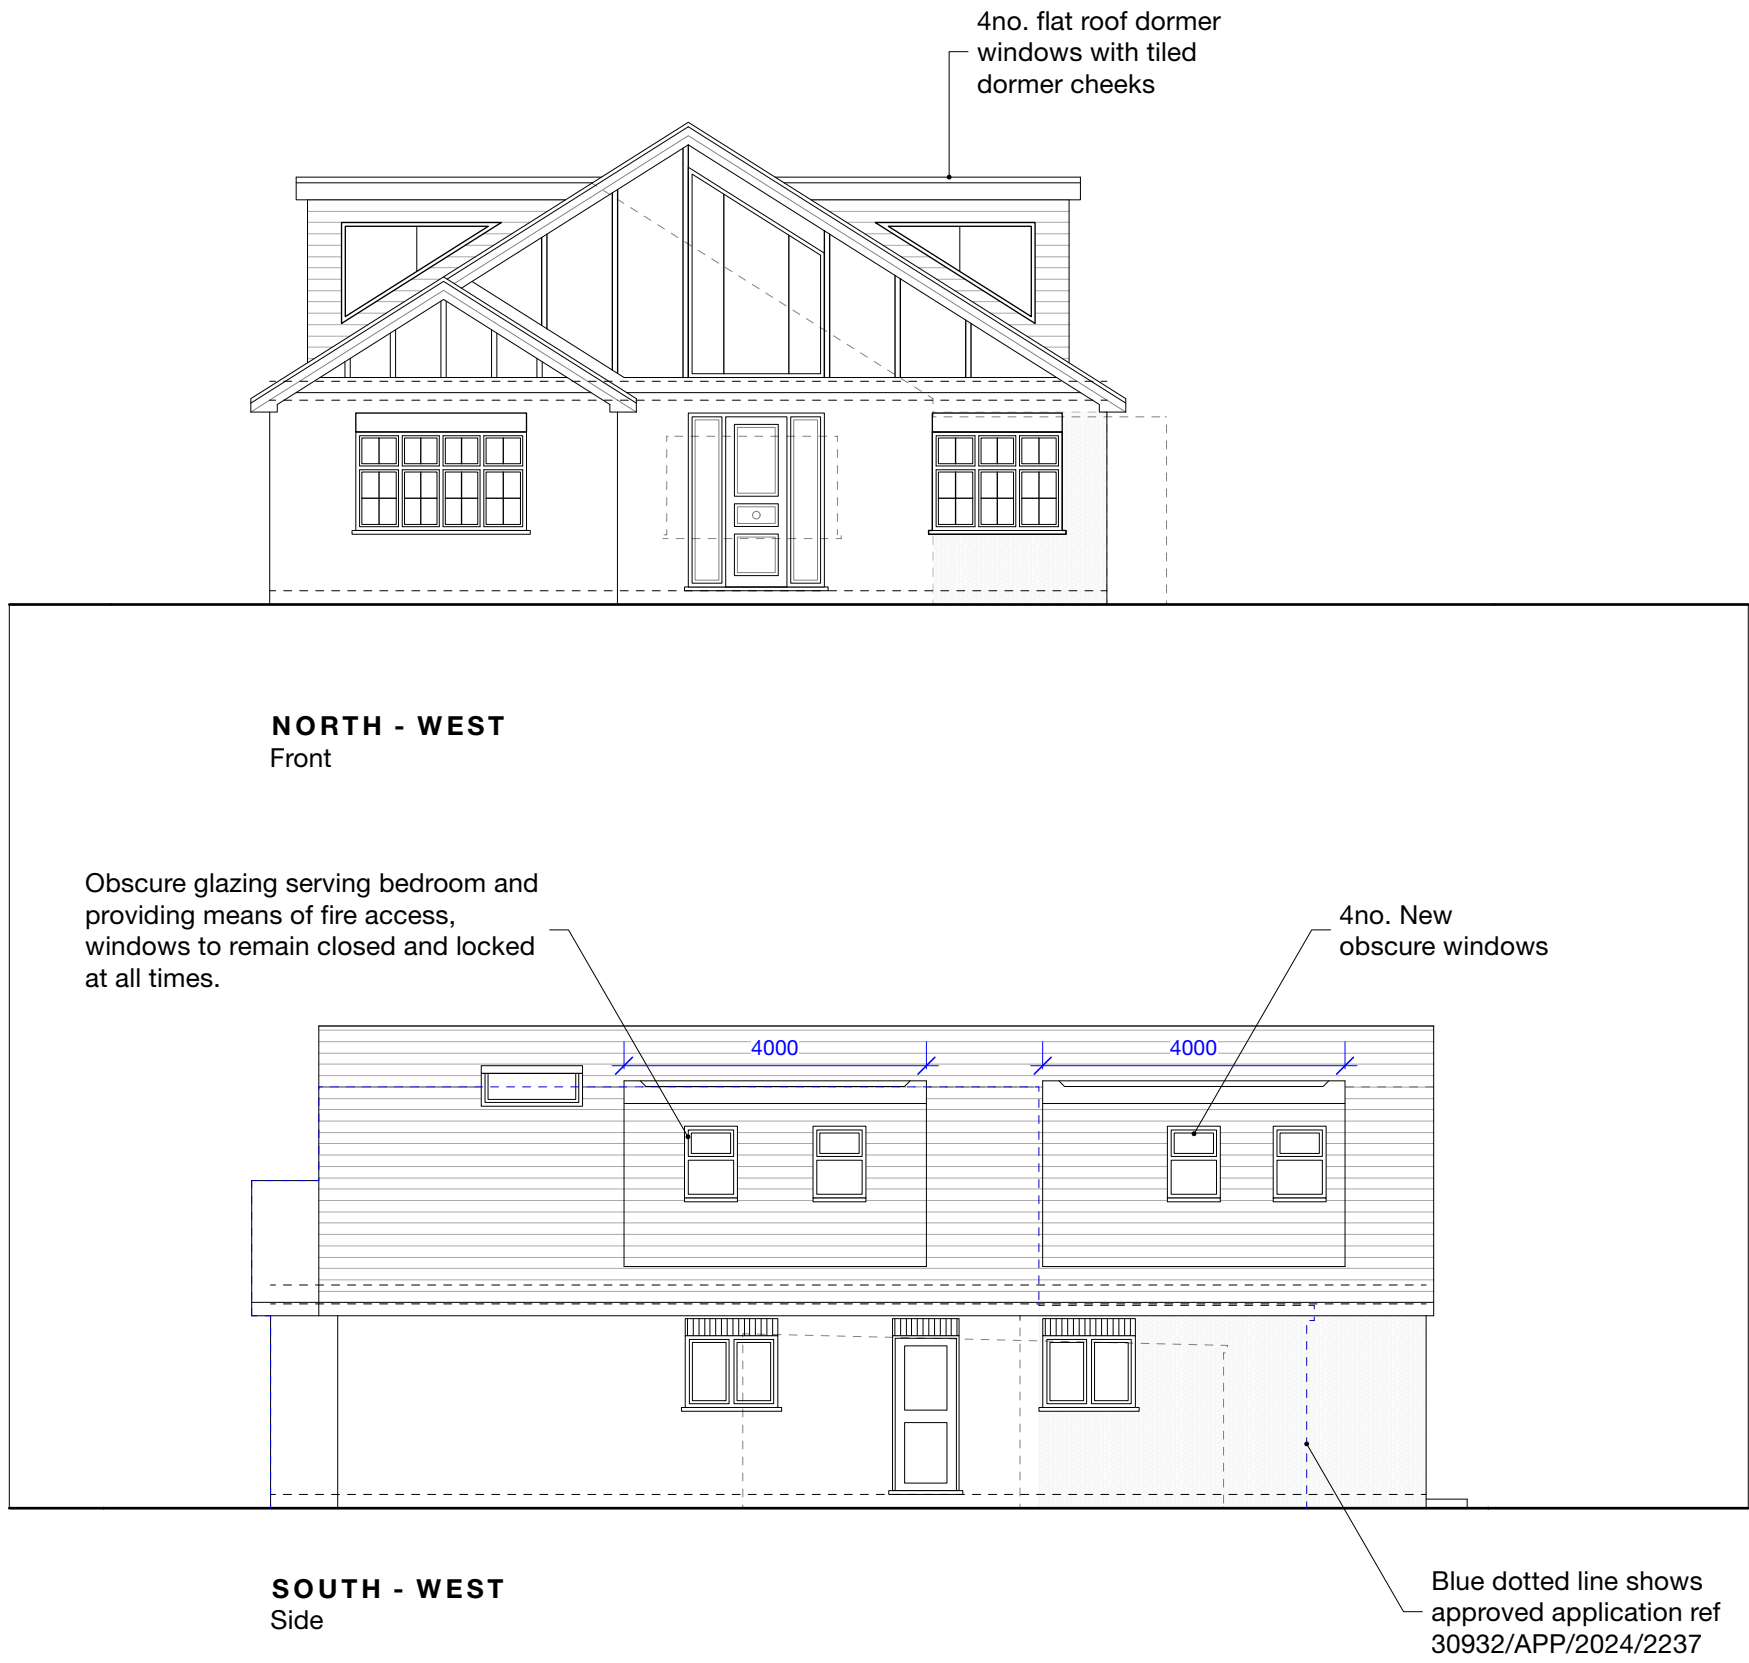 4no. flat roof dormer
windows with tiled
dormer cheeks
NORTH - WEST
Front
Obscure glazing serving bedroom and
providing means of fire access,
windows to remain closed and locked
at all times.
4no. New
obscure windows
4000
4000
SOUTH - WEST
Side
Blue dotted line shows
approved application ref
30932/APP/2024/2237